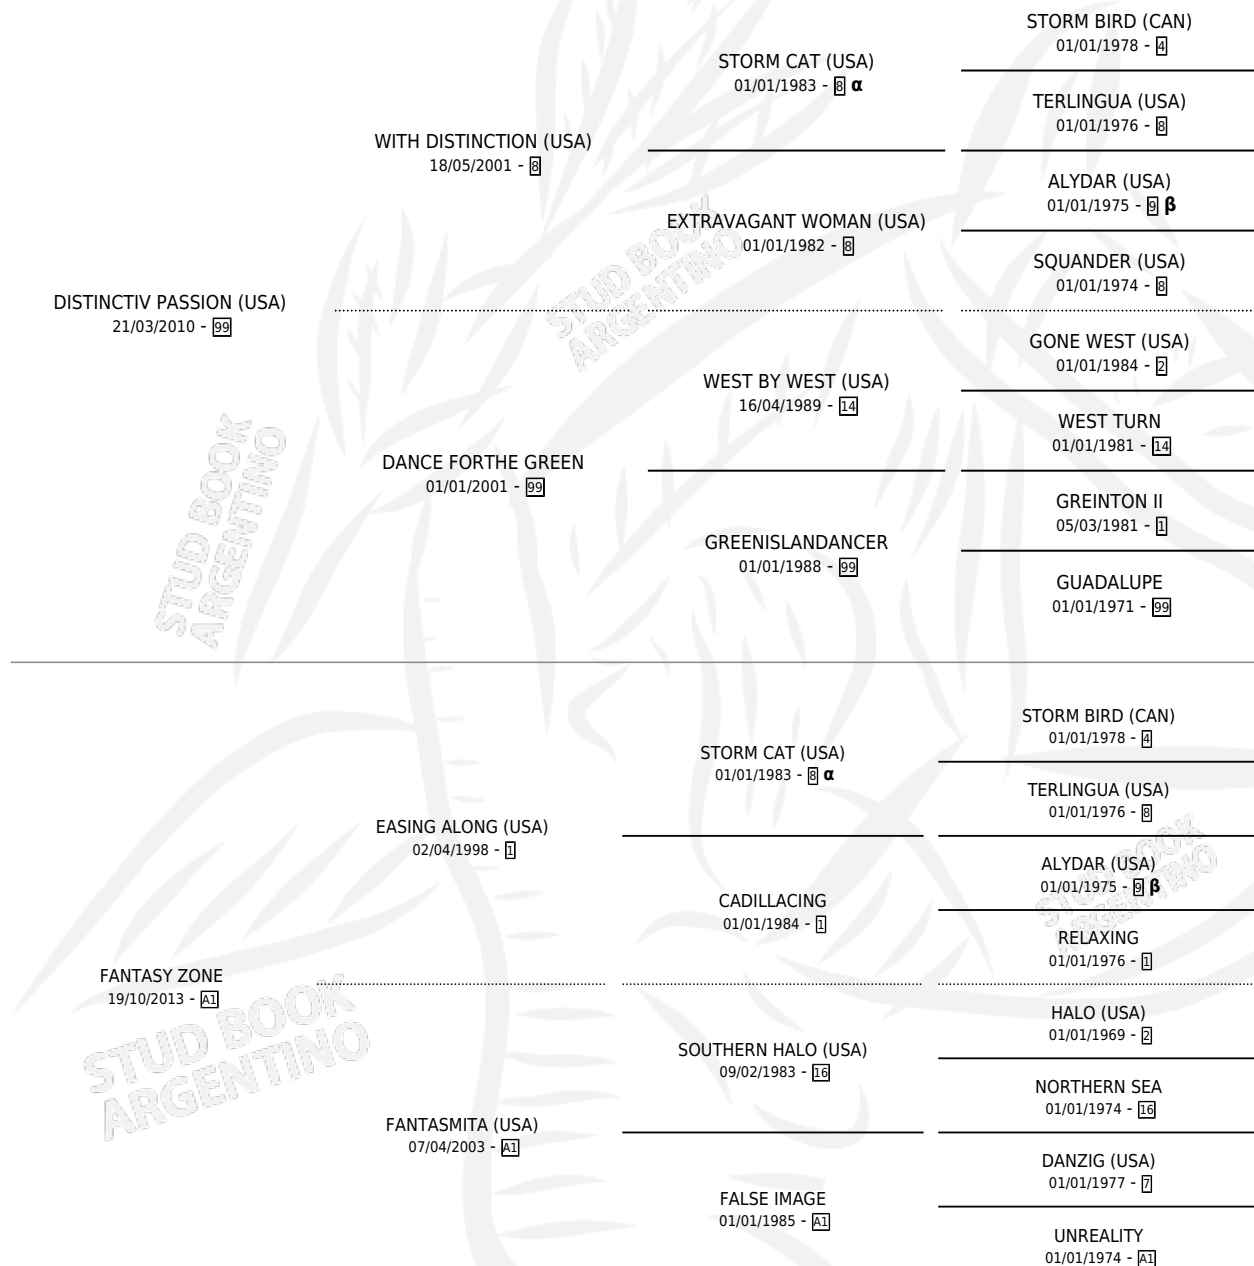 STORM BIRD (CAN)
01/01/1978 - 4
STORM CAT (USA)
01/01/1983 - 8 α
TERLINGUA (USA)
01/01/1976 - 8
WITH DISTINCTION (USA)
18/05/2001 - 8
ALYDAR (USA)
01/01/1975 - 9 β
EXTRAVAGANT WOMAN (USA)
01/01/1982 - 8
SQUANDER (USA)
01/01/1974 - 8
DISTINCTIV PASSION (USA)
21/03/2010 - 99
GONE WEST (USA)
01/01/1984 - 2
WEST BY WEST (USA)
16/04/1989 - 14
WEST TURN
01/01/1981 - 14
DANCE FORTHE GREEN
01/01/2001 - 99
GREINTON II
05/03/1981 - 1
GREENISLANDANCER
01/01/1988 - 99
GUADALUPE
01/01/1971 - 99
STORM BIRD (CAN)
01/01/1978 - 4
STORM CAT (USA)
01/01/1983 - 8 α
TERLINGUA (USA)
01/01/1976 - 8
EASING ALONG (USA)
02/04/1998 - 1
ALYDAR (USA)
01/01/1975 - 9 β
CADILLACING
01/01/1984 - 1
RELAXING
01/01/1976 - 1
FANTASY ZONE
19/10/2013 - A1
HALO (USA)
01/01/1969 - 2
SOUTHERN HALO (USA)
09/02/1983 - 16
NORTHERN SEA
01/01/1974 - 16
FANTASMITA (USA)
07/04/2003 - A1
DANZIG (USA)
01/01/1977 - 7
FALSE IMAGE
01/01/1985 - A1
UNREALITY
01/01/1974 - A1
STUD BOOK
ARGENTINO
STUD BOOK
ARGENTINO
STUD BOOK
ARGENTINO
STUD BOOK
ARGENTINO